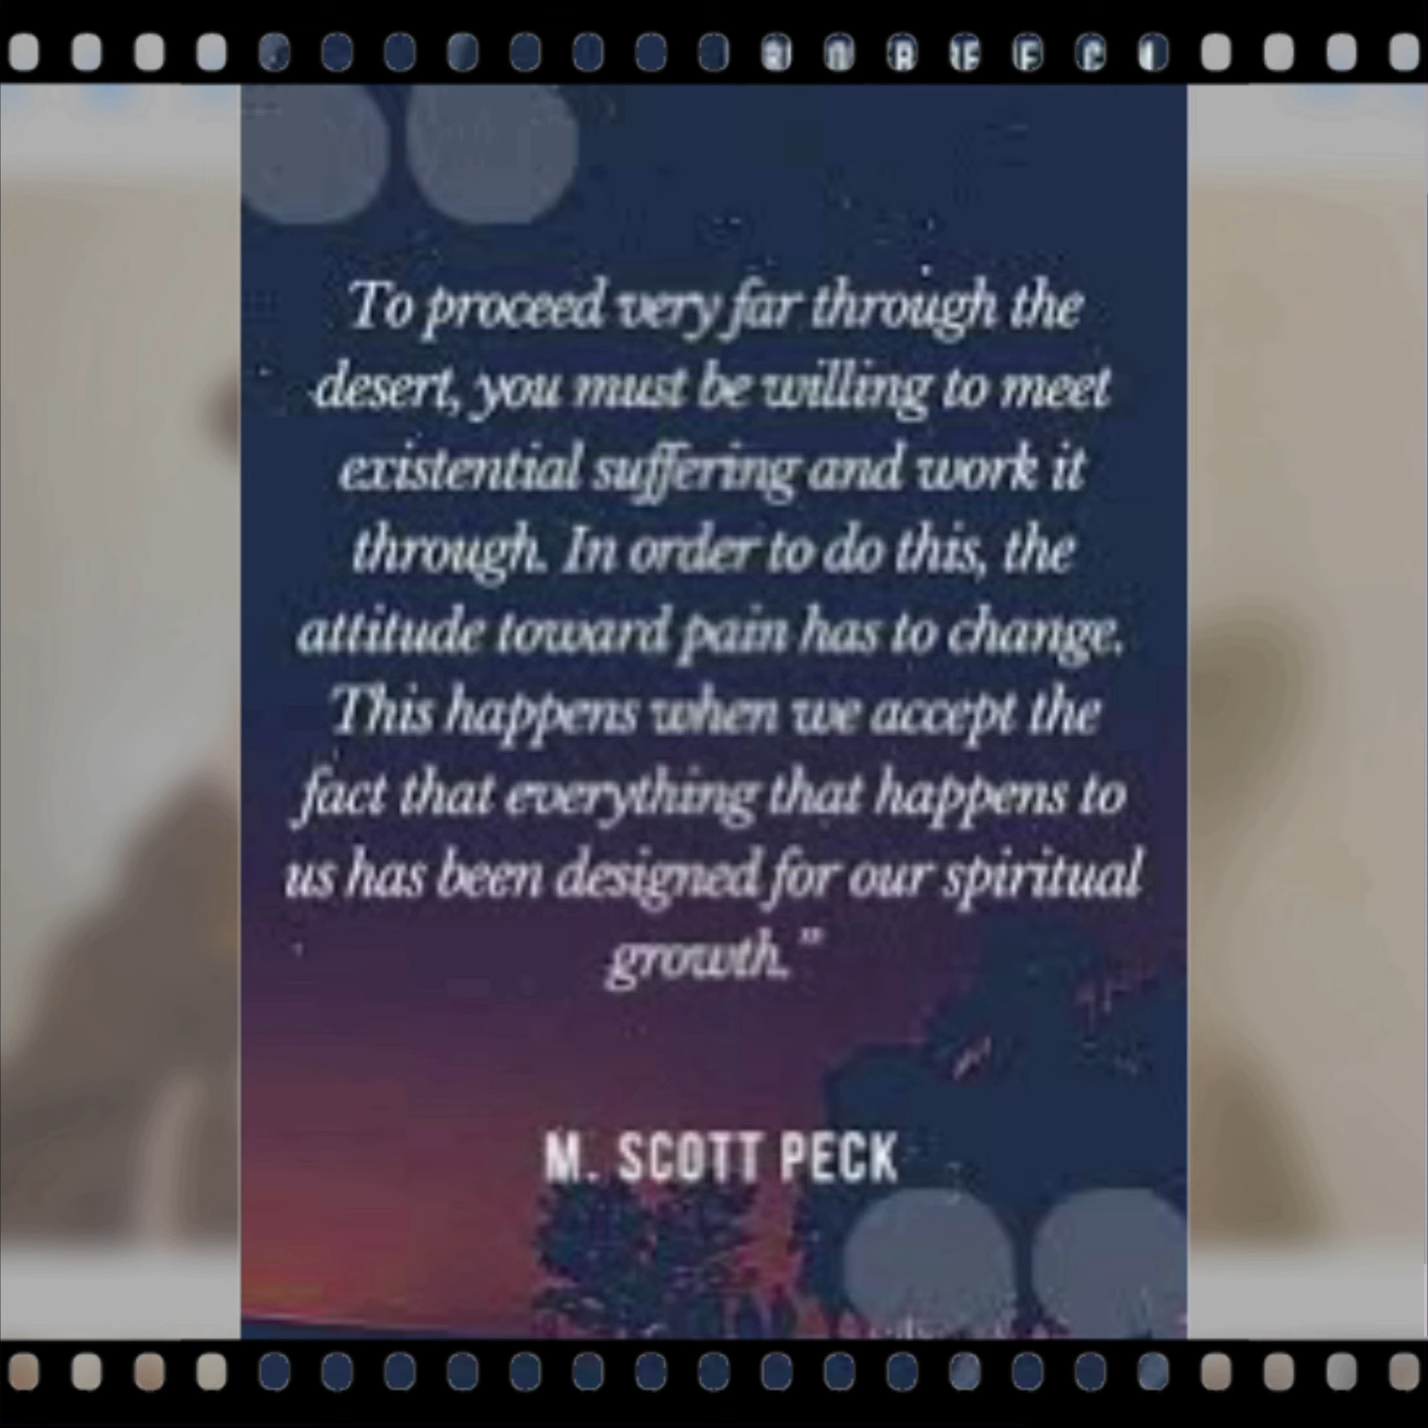 To proceed very far through the
desert, you must be willing to meet
existential suffering and work it
through. In order to do this, the
attitude toward pain has to change.
This happens when we accept the
fact that everything that happens to
us has been designed for our spiritual
growth.”
M. SCOTT PECK